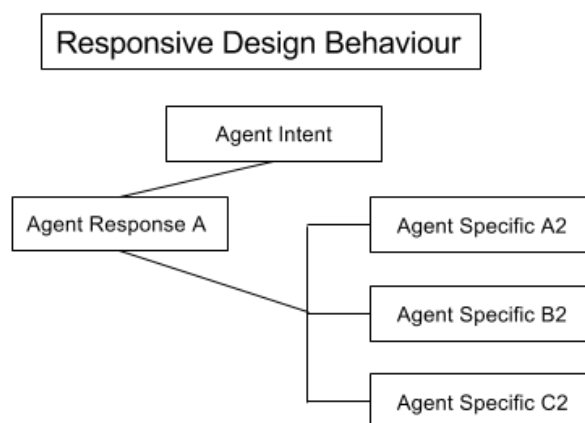 Responsive Design Behaviour
Agent Intent
Agent Response A
Agent Specific A2
Agent Specific B2
Agent Specific C2